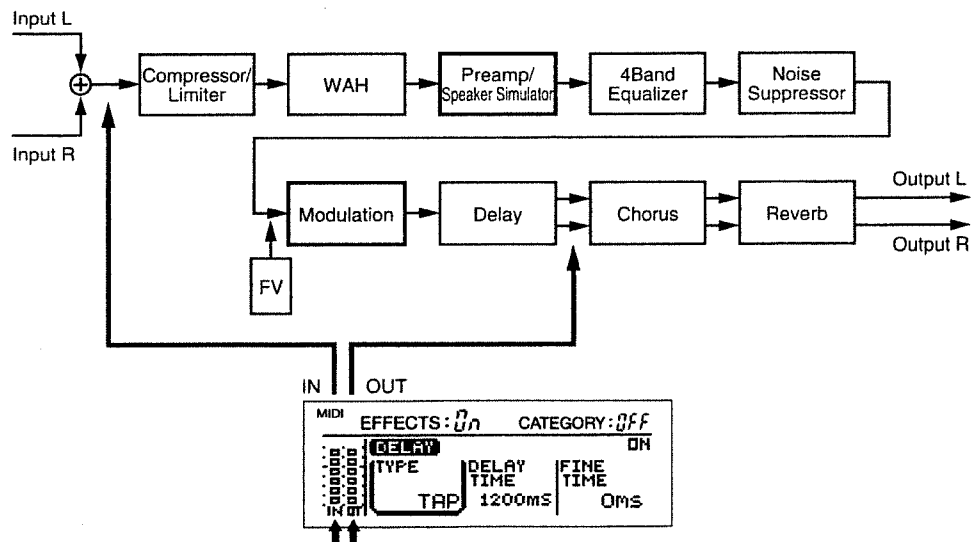 Input L
Compressor/
Limiter
WAH
Preamp/
Speaker Simulator
4Band
Equalizer
Noise
Suppressor
Input R
Modulation
Delay
Chorus
Reverb
Output L
Output R
FV
IN OUT
MIDI EFFECTS: On CATEGORY: OFF
DELAY ON
TYPE DELAY TIME FINE TIME
TAP 1200mS 0ms
IN OT